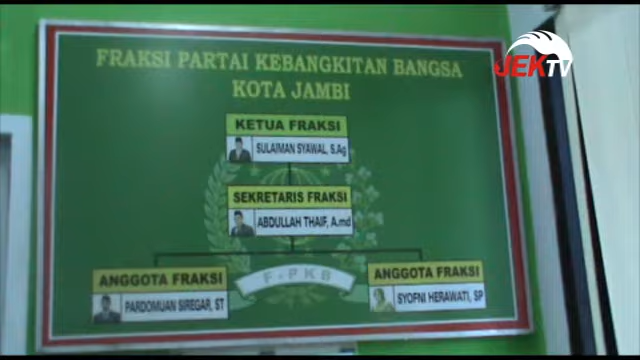 FRAKSI PARTAI KEBANGKITAN BANGSA
KOTA JAMBI
KETUA FRAKSI
SULAIMAN SYAWAL, S.Ag
SEKRETARIS FRAKSI
ABDULLAH THAIF, A.md
ANGGOTA FRAKSI
PARDOMUAN SIREGAR, ST
F-PKB
ANGGOTA FRAKSI
SYOFNI HERAWATI, SP
JEKTV